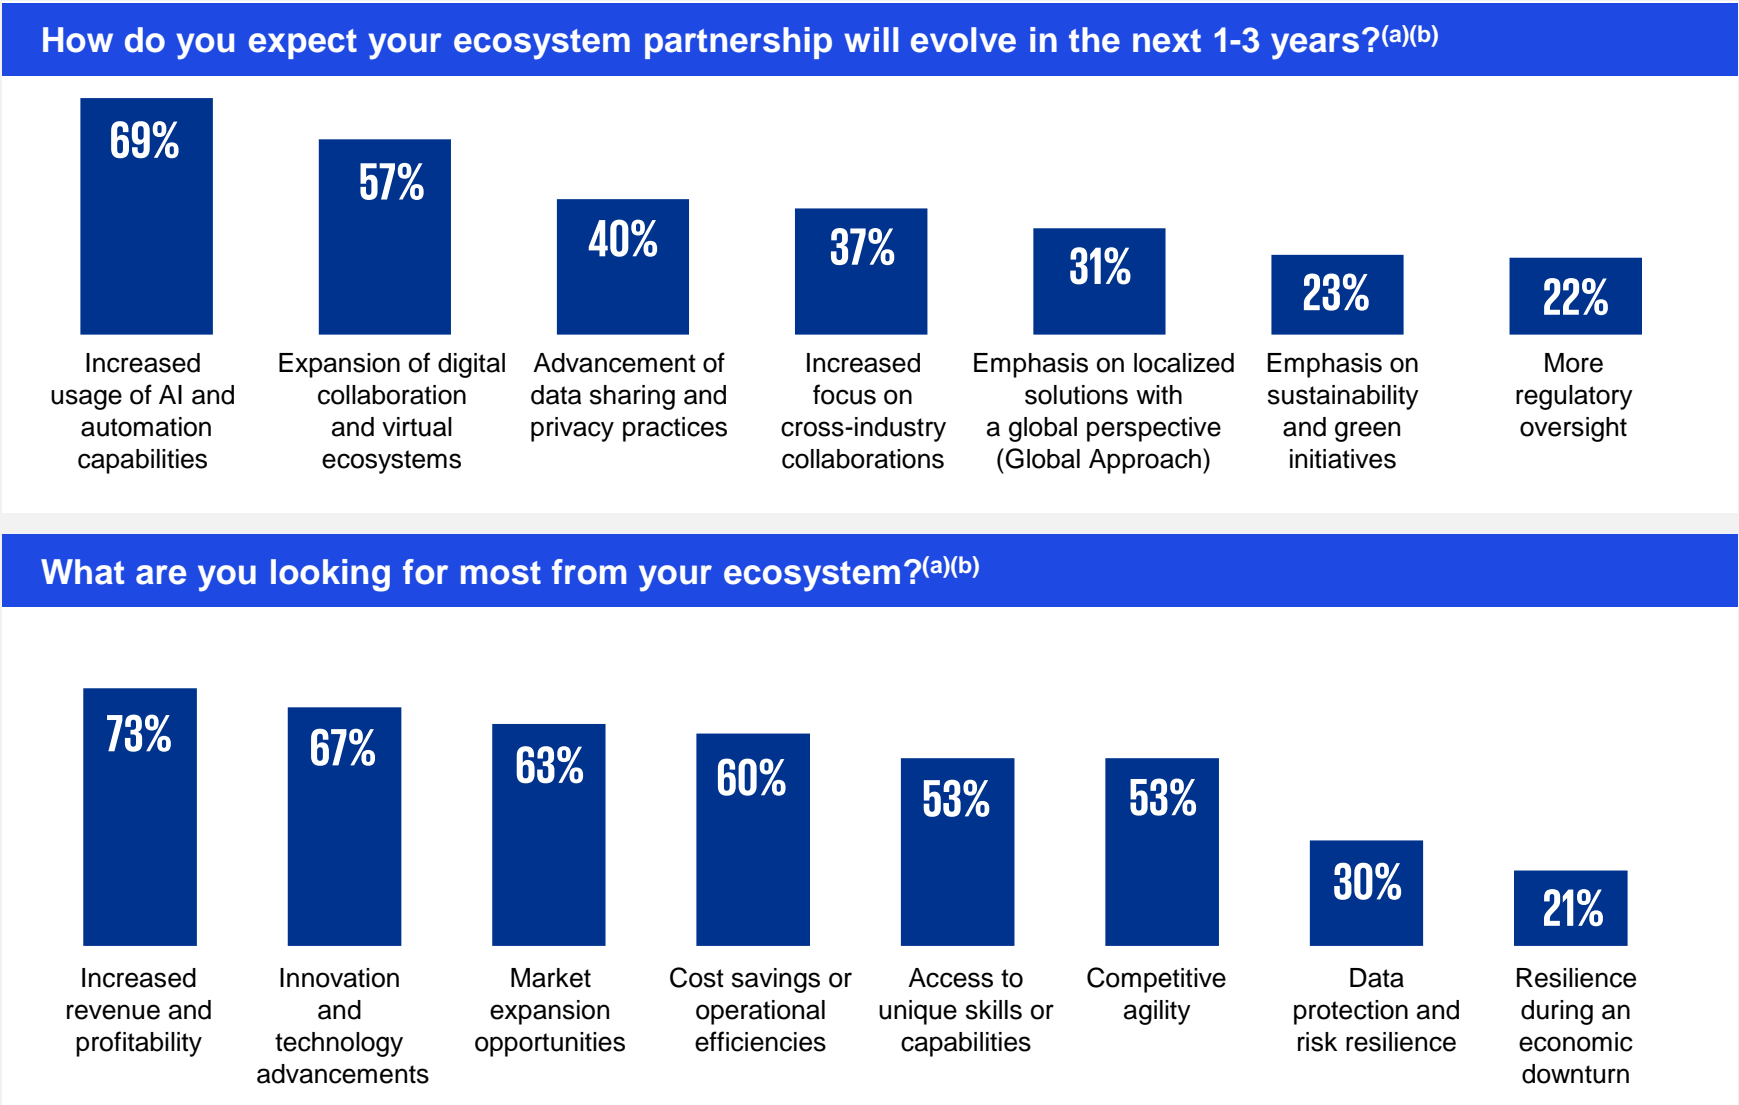 How do you expect your ecosystem partnership will evolve in the next 1-3 years?(a)(b)
69%
57%
40%
37%
31%
23%
22%
Increased
usage of AI and
automation
capabilities
Expansion of digital
collaboration
and virtual
ecosystems
Advancement of
data sharing and
privacy practices
Increased
focus on
cross-industry
collaborations
Emphasis on localized
solutions with
a global perspective
(Global Approach)
Emphasis on
sustainability
and green
initiatives
More
regulatory
oversight
What are you looking for most from your ecosystem?(a)(b)
73%
67%
63%
60%
53%
53%
30%
21%
Increased
revenue and
profitability
Innovation
and
technology
advancements
Market
expansion
opportunities
Cost savings or
operational
efficiencies
Access to
unique skills or
capabilities
Competitive
agility
Data
protection and
risk resilience
Resilience
during an
economic
downturn